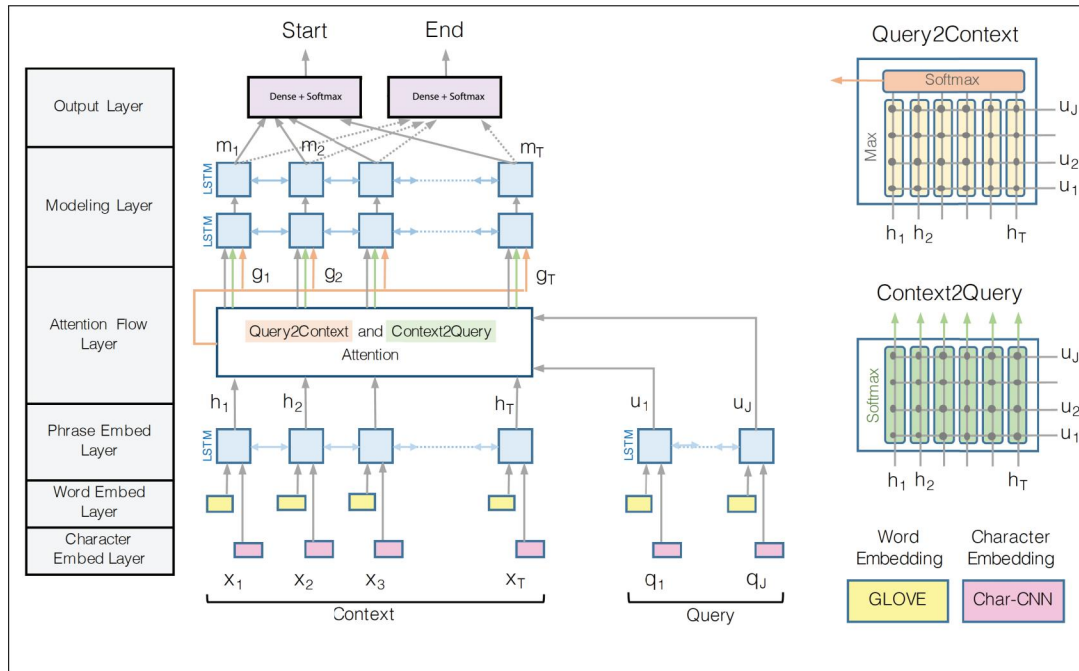 Start
End
Output Layer
Dense + Softmax
Dense + Softmax
m1
m2
mT
LSTM
Modeling Layer
LSTM
g1
g2
gT
Attention Flow
Layer
Query2Context and Context2Query
Attention
h1
h2
hT
u1
uJ
Phrase Embed
Layer
LSTM
LSTM
Word Embed
Layer
Character
Embed Layer
x1
x2
x3
xT
q1
qJ
Context
Query
Query2Context
Softmax
Max
uJ
u2
u1
h1
h2
hT
Context2Query
Softmax
uJ
u2
u1
h1
h2
hT
Word
Embedding
GLOVE
Character
Embedding
Char-CNN